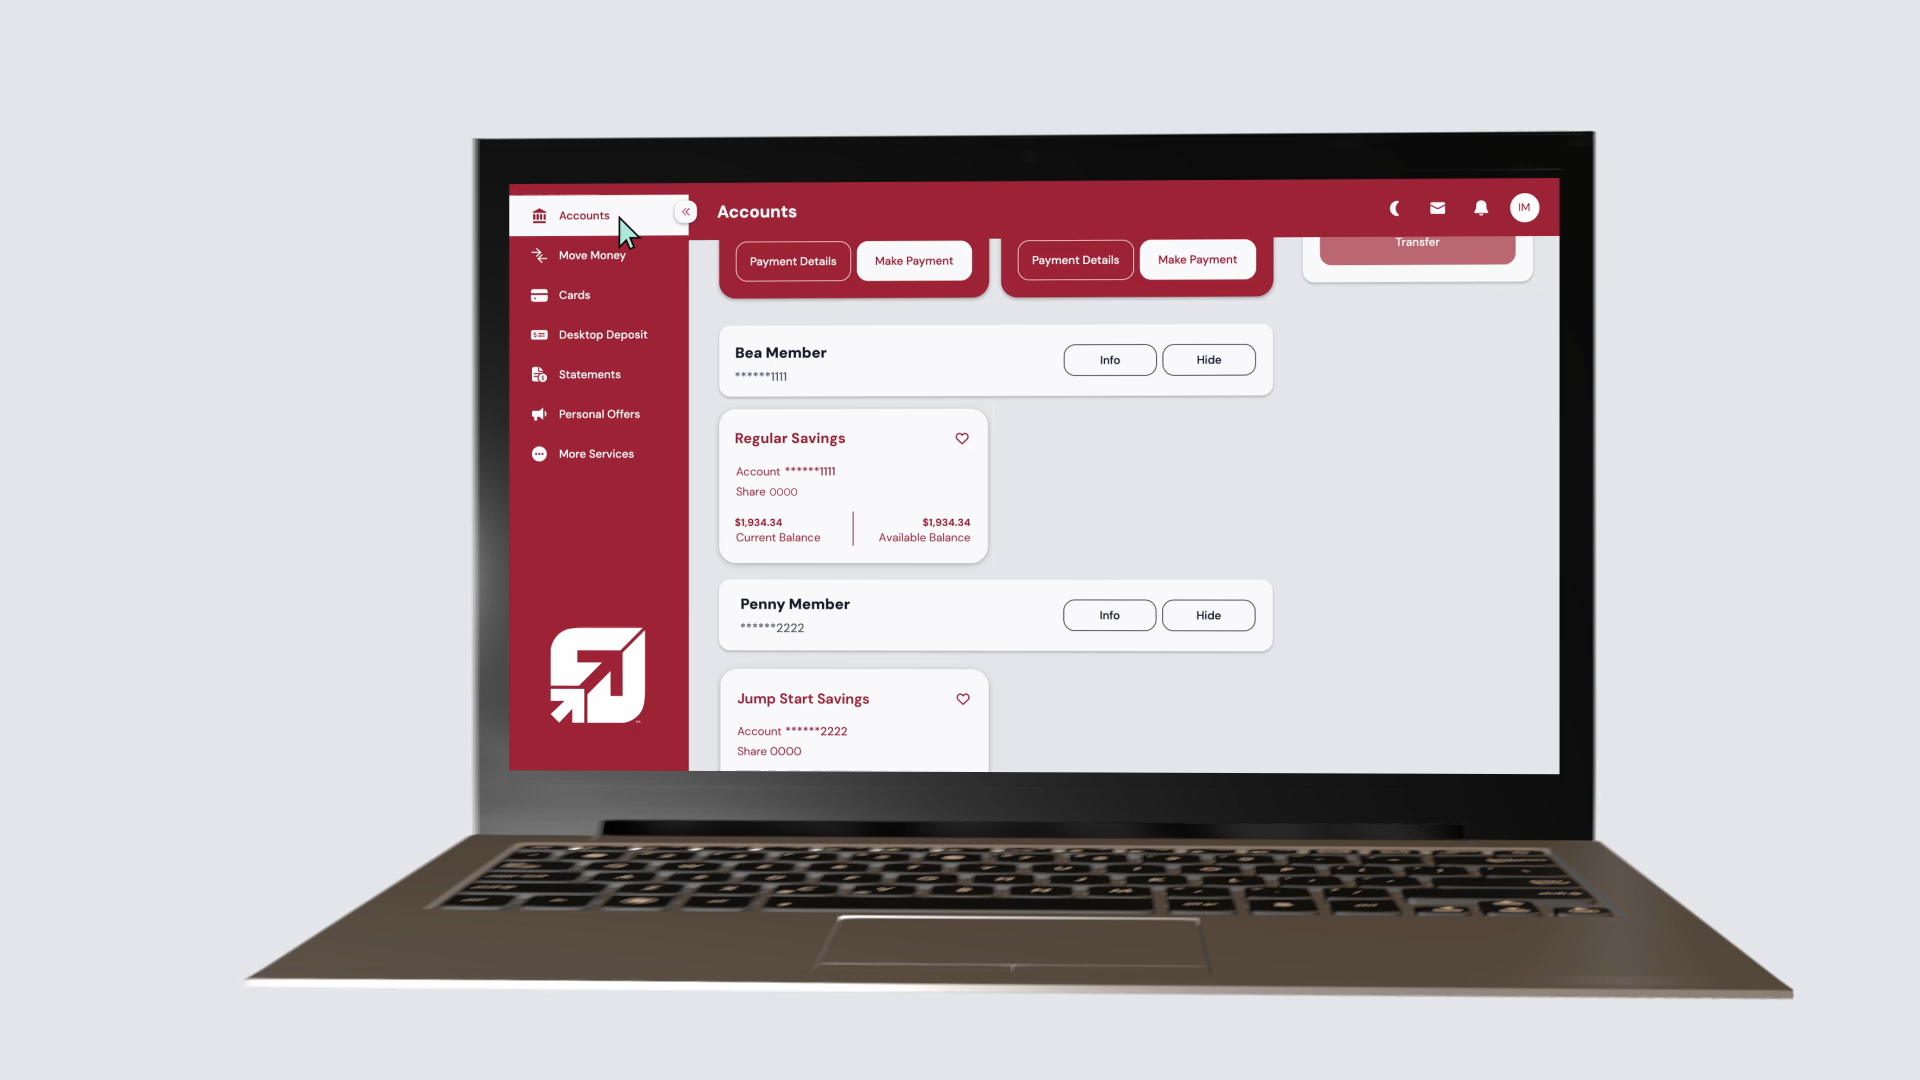 Accounts
Move Money
Cards
Desktop Deposit
Statements
Personal Offers
More Services
Accounts
IM
Payment Details
Make Payment
Payment Details
Make Payment
Transfer
Bea Member
******1111
Info
Hide
Regular Savings
Account ******1111
Share 0000
$1,934.34
Current Balance
$1,934.34
Available Balance
Penny Member
******2222
Info
Hide
Jump Start Savings
Account ******2222
Share 0000